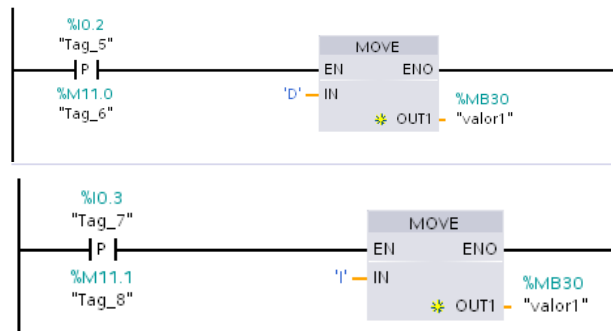 %I0.2
"Tag_5"
MOVE
P
EN ENO
%M11.0
"Tag_6"
'D' IN
%MB30
OUT1 "valor1"
%I0.3
"Tag_7"
MOVE
P
EN ENO
%M11.1
"Tag_8"
'I' IN
%MB30
OUT1 "valor1"